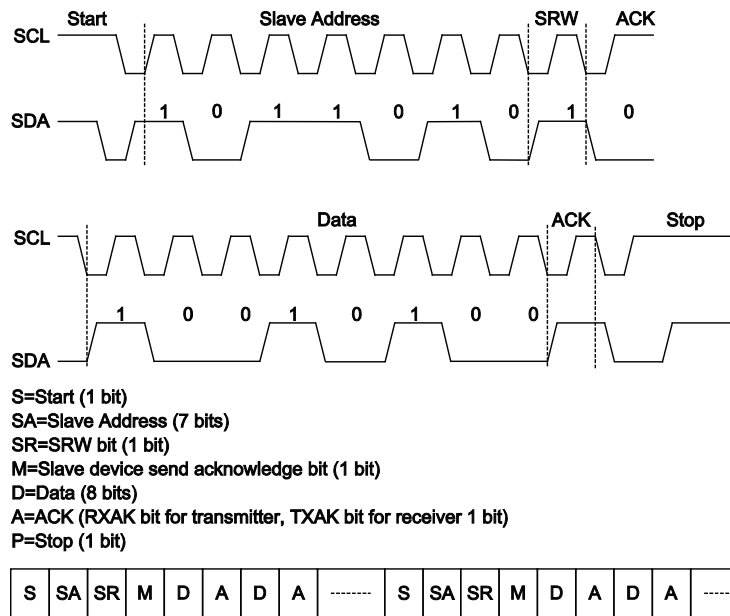 Start Slave Address SRW ACK
SCL
1 0 1 1 0 1 0 1 0
SDA
Data ACK Stop
SCL
1 0 0 1 0 1 0 0
SDA
S=Start (1 bit)
SA=Slave Address (7 bits)
SR=SRW bit (1 bit)
M=Slave device send acknowledge bit (1 bit)
D=Data (8 bits)
A=ACK (RXAK bit for transmitter, TXAK bit for receiver 1 bit)
P=Stop (1 bit)
S SA SR M D A D A S SA SR M D A D A